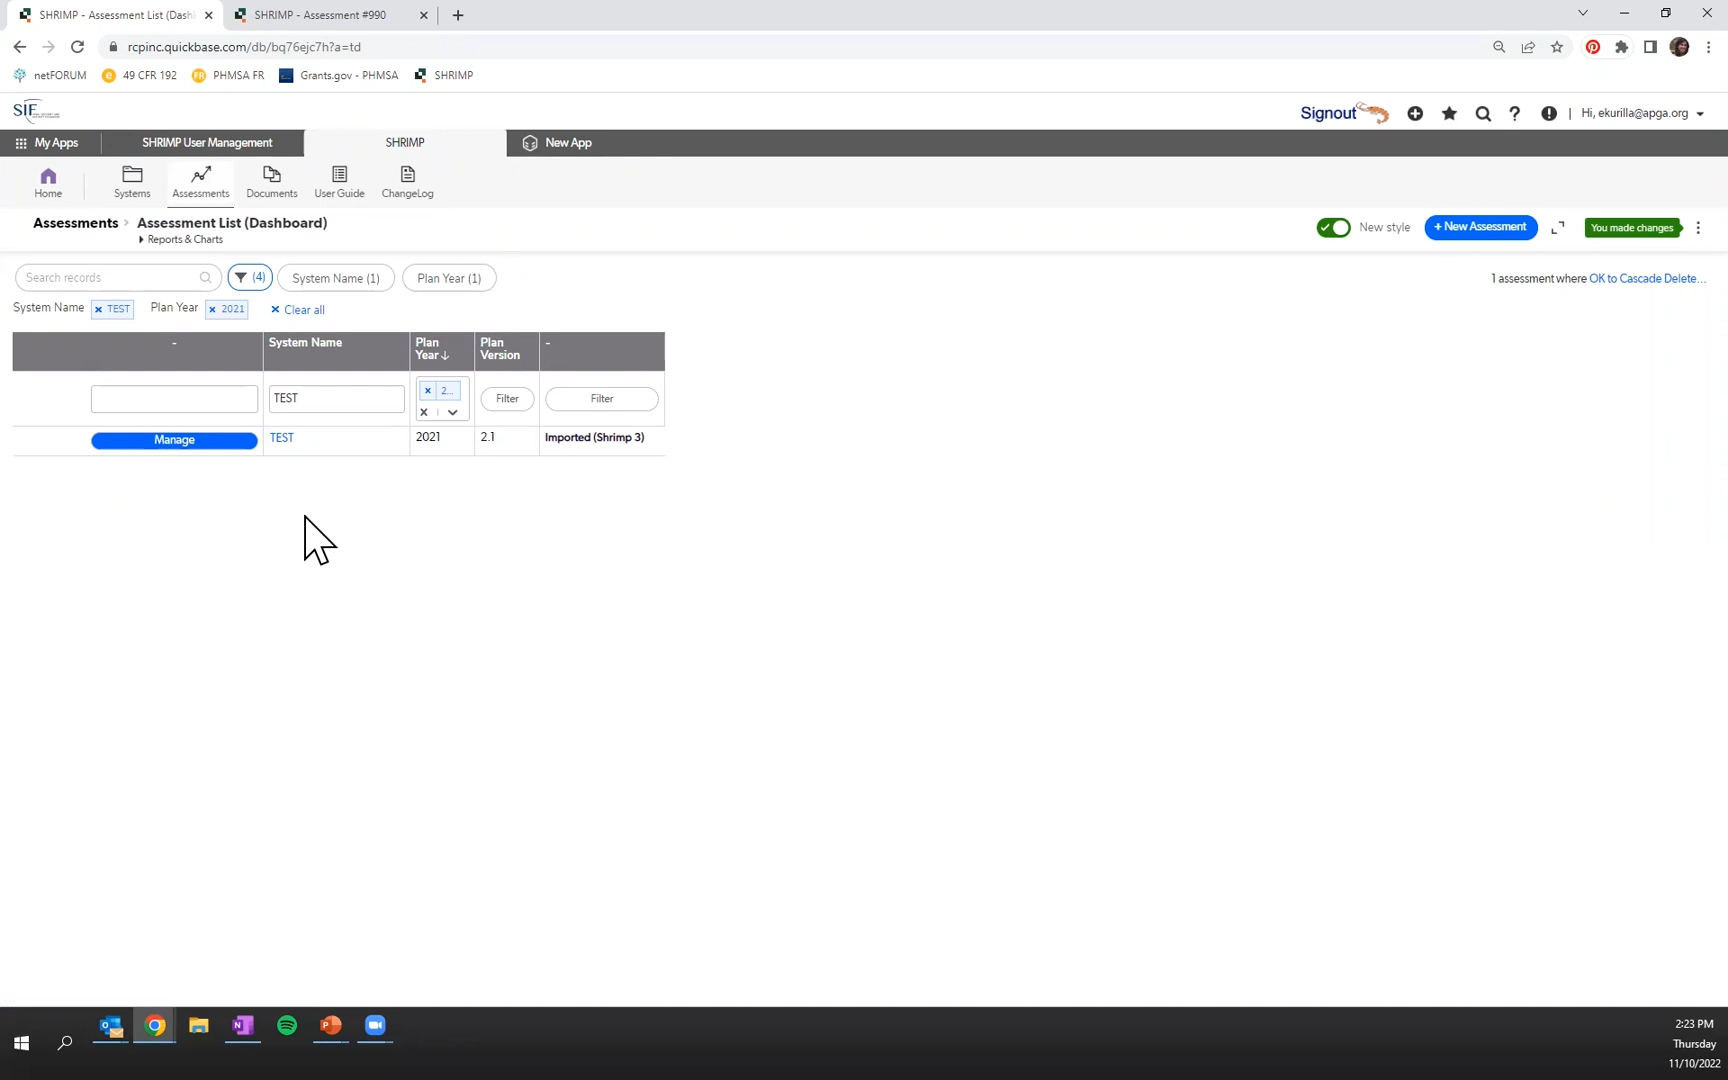 SHRIMP - Assessment List (Dash
SHRIMP - Assessment #990
rcpinc.quickbase.com/db/bq76ejc7h?a=td
netFORUM
49 CFR 192
PHMSA FR
Grants.gov - PHMSA
SHRIMP
SIF
Signout
Hi, ekurilla@apga.org
My Apps
SHRIMP User Management
SHRIMP
New App
Home
Systems
Assessments
Documents
User Guide
ChangeLog
Assessments
Assessment List (Dashboard)
Reports & Charts
New style
+ New Assessment
You made changes
Search records
(4)
System Name (1)
Plan Year (1)
1 assessment where OK to Cascade Delete...
System Name × TEST Plan Year × 2021 × Clear all
- System Name Plan Year↓ Plan Version -
TEST × 2... Filter Filter
Manage TEST 2021 2.1 Imported (Shrimp 3)
2:23 PM
Thursday
11/10/2022